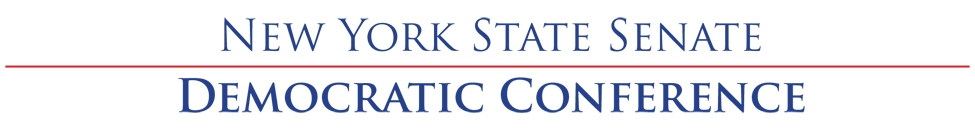 New York State Senate
Democratic Conference